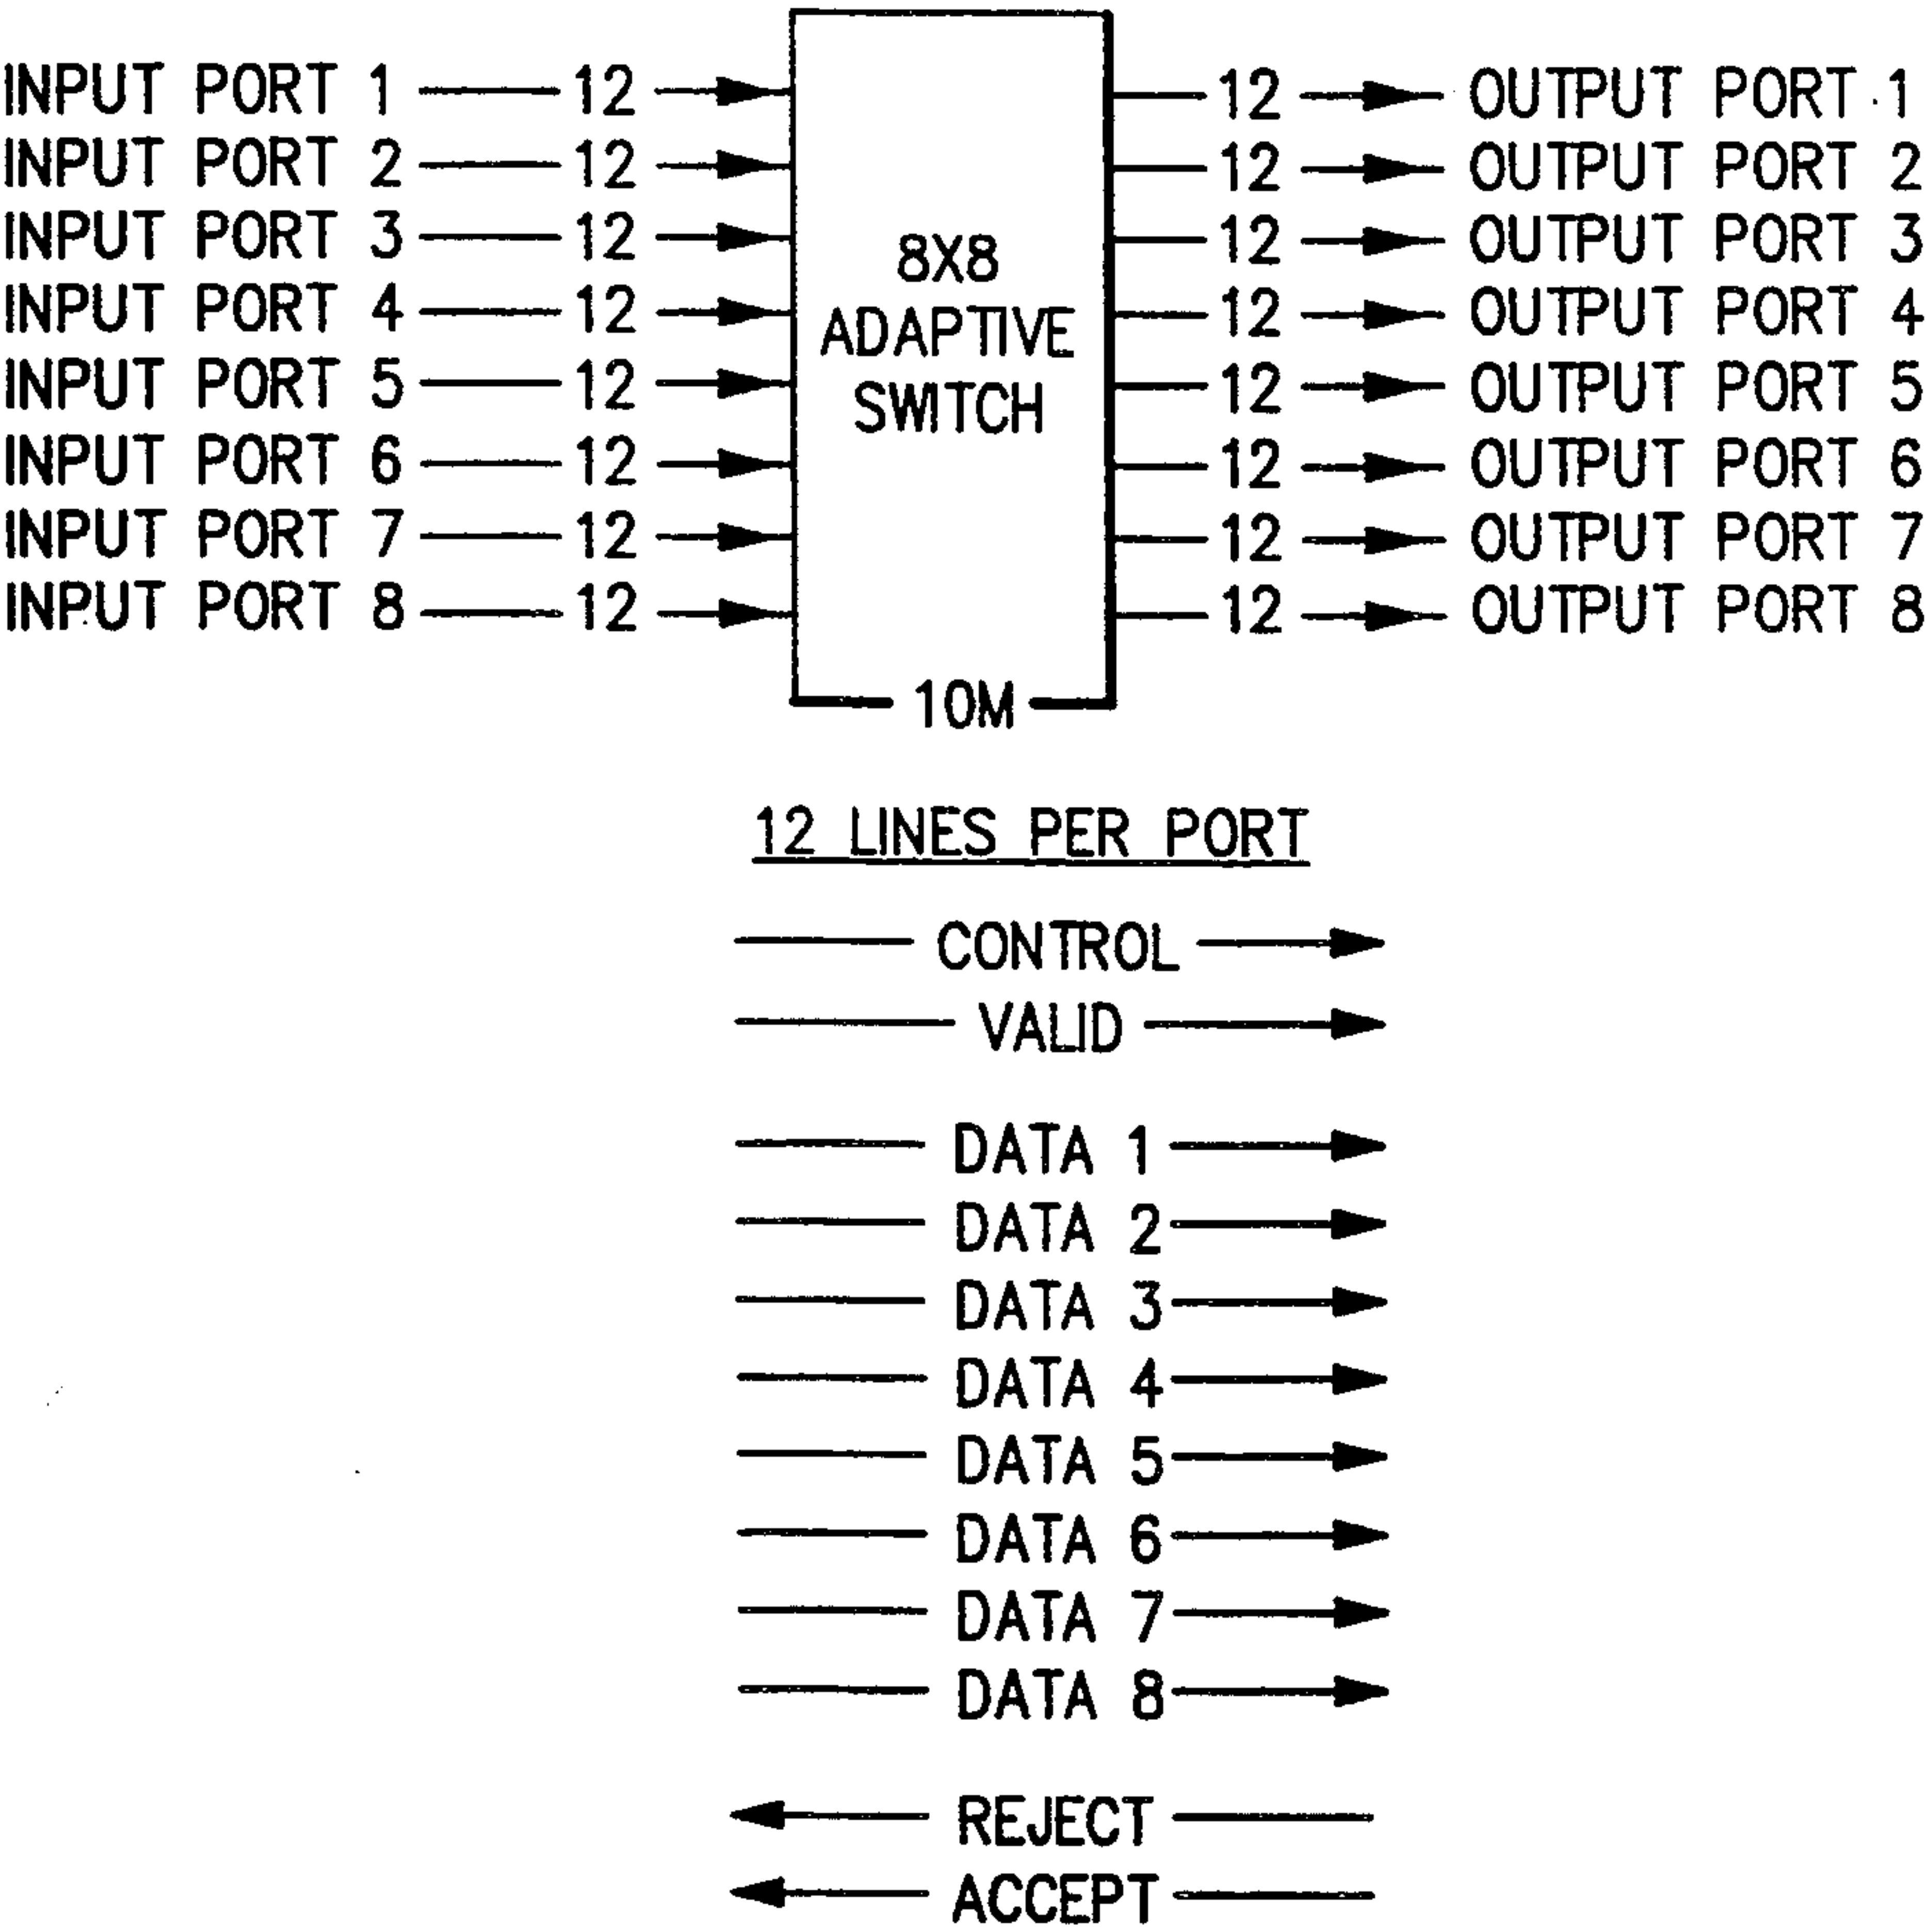 INPUT PORT 1 12 12 OUTPUT PORT 1
INPUT PORT 2 12 12 OUTPUT PORT 2
INPUT PORT 3 12 12 OUTPUT PORT 3
INPUT PORT 4 12 12 OUTPUT PORT 4
INPUT PORT 5 12 12 OUTPUT PORT 5
INPUT PORT 6 12 12 OUTPUT PORT 6
INPUT PORT 7 12 12 OUTPUT PORT 7
INPUT PORT 8 12 12 OUTPUT PORT 8
8X8
ADAPTIVE
SWITCH
10M
12 LINES PER PORT
CONTROL
VALID
DATA 1
DATA 2
DATA 3
DATA 4
DATA 5
DATA 6
DATA 7
DATA 8
REJECT
ACCEPT